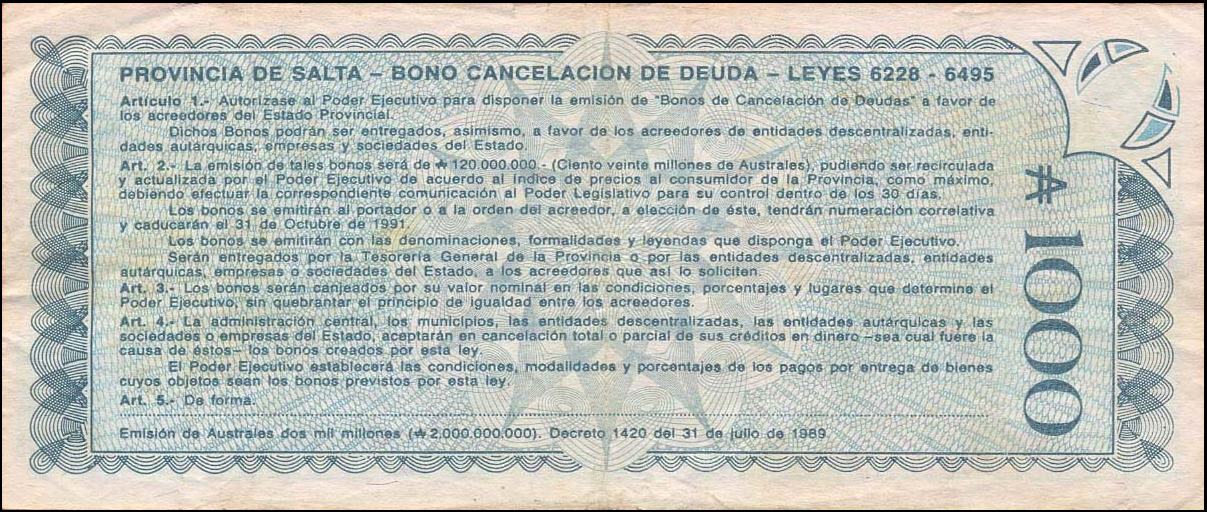 PROVINCIA DE SALTA – BONO CANCELACION DE DEUDA – LEYES 6228 - 6495
Artículo 1.- Autorízase al Poder Ejecutivo para disponer la emisión de "Bonos de Cancelación de Deudas" a favor de
los acreedores del Estado Provincial.
Dichos Bonos podrán ser entregados, asimismo, a favor de los acreedores de entidades descentralizadas, enti-
dades autárquicas, empresas y sociedades del Estado.
Art. 2.- La emisión de tales bonos será de ₳ 120.000.000.- (Ciento veinte millones de Australes), pudiendo ser recirculada
y actualizada por el Poder Ejecutivo de acuerdo al índice de precios al consumidor de la Provincia, como máximo,
debiendo efectuar la correspondiente comunicación al Poder Legislativo para su control dentro de los 30 días.
Los bonos se emitirán al portador o a la orden del acreedor, a elección de éste, tendrán numeración correlativa
y caducarán el 31 de Octubre de 1991.
Los bonos se emitirán con las denominaciones, formalidades y leyendas que disponga el Poder Ejecutivo.
Serán entregados por la Tesorería General de la Provincia o por las entidades descentralizadas, entidades
autárquicas, empresas o sociedades del Estado, a los acreedores que así lo soliciten.
Art. 3.- Los bonos serán canjeados por su valor nominal en las condiciones, porcentajes y lugares que determine el
Poder Ejecutivo, sin quebrantar el principio de igualdad entre los acreedores.
Art. 4.- La administración central, los municipios, las entidades descentralizadas, las entidades autárquicas y las
sociedades o empresas del Estado, aceptarán en cancelación total o parcial de sus créditos en dinero –sea cual fuere la
causa de éstos– los bonos creados por esta ley.
El Poder Ejecutivo establecerá las condiciones, modalidades y porcentajes de los pagos por entrega de bienes
cuyos objetos sean los bonos previstos por esta ley.
Art. 5.- De forma.
Emisión de Australes dos mil millones (₳ 2.000.000.000). Decreto 1420 del 31 de julio de 1989.
₳ 1000